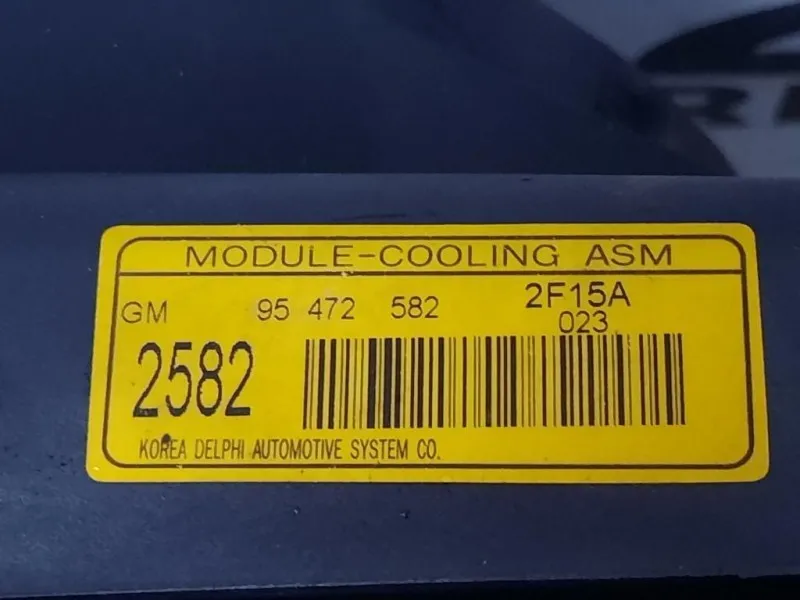 MODULE-COOLING ASM
GM 95 472 582 2F15A
023
2582
KOREA DELPHI AUTOMOTIVE SYSTEM CO.